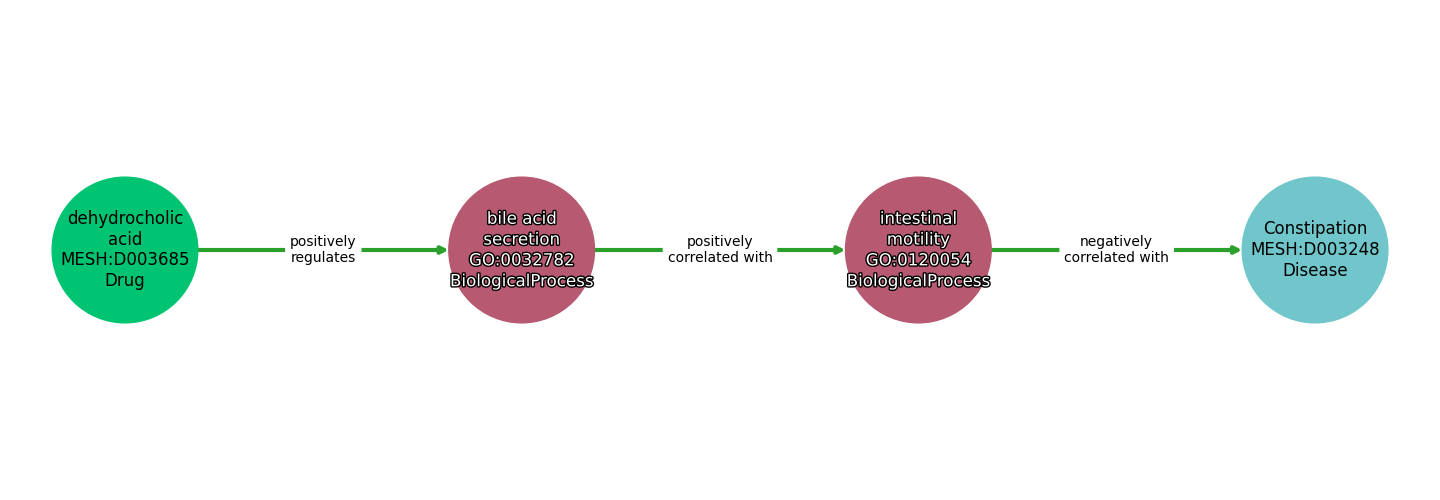 dehydrocholic
acid
MESH:D003685
Drug
positively
regulates
bile acid
secretion
GO:0032782
BiologicalProcess
positively
correlated with
intestinal
motility
GO:0120054
BiologicalProcess
negatively
correlated with
Constipation
MESH:D003248
Disease